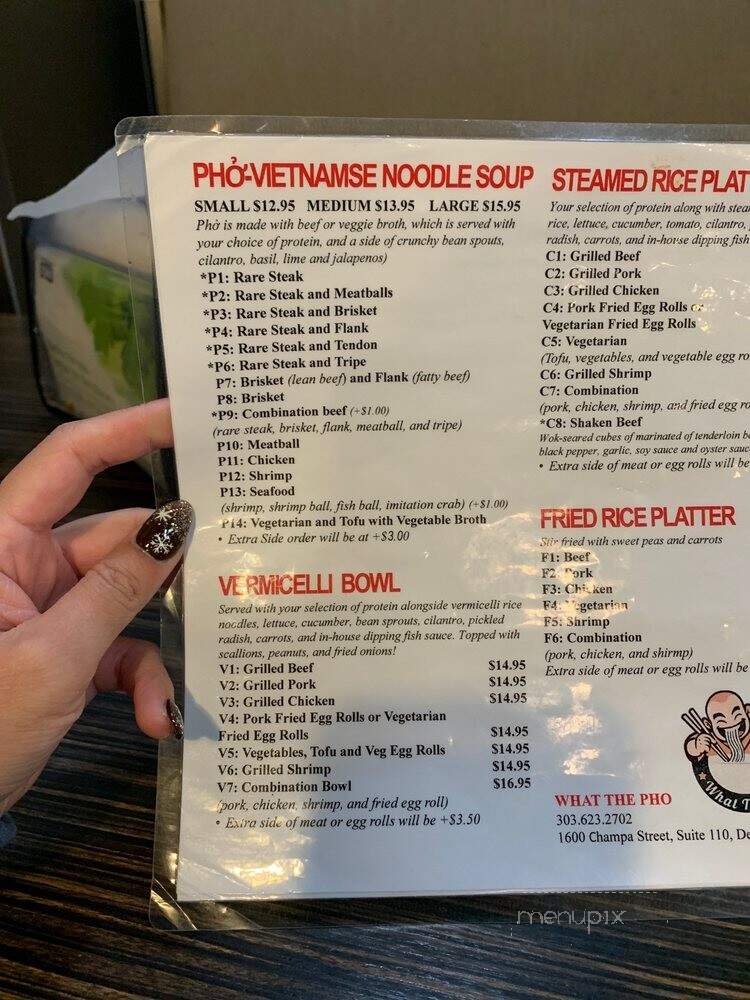 PHỞ-VIETNAMSE NOODLE SOUP
SMALL $12.95 MEDIUM $13.95 LARGE $15.95
Phở is made with beef or veggie broth, which is served with
your choice of protein, and a side of crunchy bean spouts,
cilantro, basil, lime and jalapenos)
*P1: Rare Steak
*P2: Rare Steak and Meatballs
*P3: Rare Steak and Brisket
*P4: Rare Steak and Flank
*P5: Rare Steak and Tendon
*P6: Rare Steak and Tripe
P7: Brisket (lean beef) and Flank (fatty beef)
P8: Brisket
*P9: Combination beef (+$1.00)
(rare steak, brisket, flank, meatball, and tripe)
P10: Meatball
P11: Chicken
P12: Shrimp
P13: Seafood
(shrimp, shrimp ball, fish ball, imitation crab) (+$1.00)
P14: Vegetarian and Tofu with Vegetable Broth
• Extra Side order will be at +$3.00
VERMICELLI BOWL
Served with your selection of protein alongside vermicelli rice
noodles, lettuce, cucumber, bean sprouts, cilantro, pickled
radish, carrots, and in-house dipping fish sauce. Topped with
scallions, peanuts, and fried onions!
V1: Grilled Beef $14.95
V2: Grilled Pork $14.95
V3: Grilled Chicken $14.95
V4: Pork Fried Egg Rolls or Vegetarian
Fried Egg Rolls $14.95
V5: Vegetables, Tofu and Veg Egg Rolls $14.95
V6: Grilled Shrimp $14.95
V7: Combination Bowl $16.95
(pork, chicken, shrimp, and fried egg roll)
• Extra side of meat or egg rolls will be +$3.50
STEAMED RICE PLAT
Your selection of protein along with stea
rice, lettuce, cucumber, tomato, cilantro,
radish, carrots, and in-horse dipping fish
C1: Grilled Beef
C2: Grilled Pork
C3: Grilled Chicken
C4: Pork Fried Egg Rolls or
Vegetarian Fried Egg Rolls
C5: Vegetarian
(Tofu, vegetables, and vegetable egg ro
C6: Grilled Shrimp
C7: Combination
(pork, chicken, shrimp, and fried egg ro
*C8: Shaken Beef
Wok-seared cubes of marinated of tenderloin b
black pepper, garlic, soy sauce and oyster sauc
• Extra side of meat or egg rolls will be
FRIED RICE PLATTER
Stir fried with sweet peas and carrots
F1: Beef
F2: Pork
F3: Chicken
F4: Vegetarian
F5: Shrimp
F6: Combination
(pork, chicken, and shirmp)
Extra side of meat or egg rolls will be
What T
WHAT THE PHO
303.623.2702
1600 Champa Street, Suite 110, De
menupix